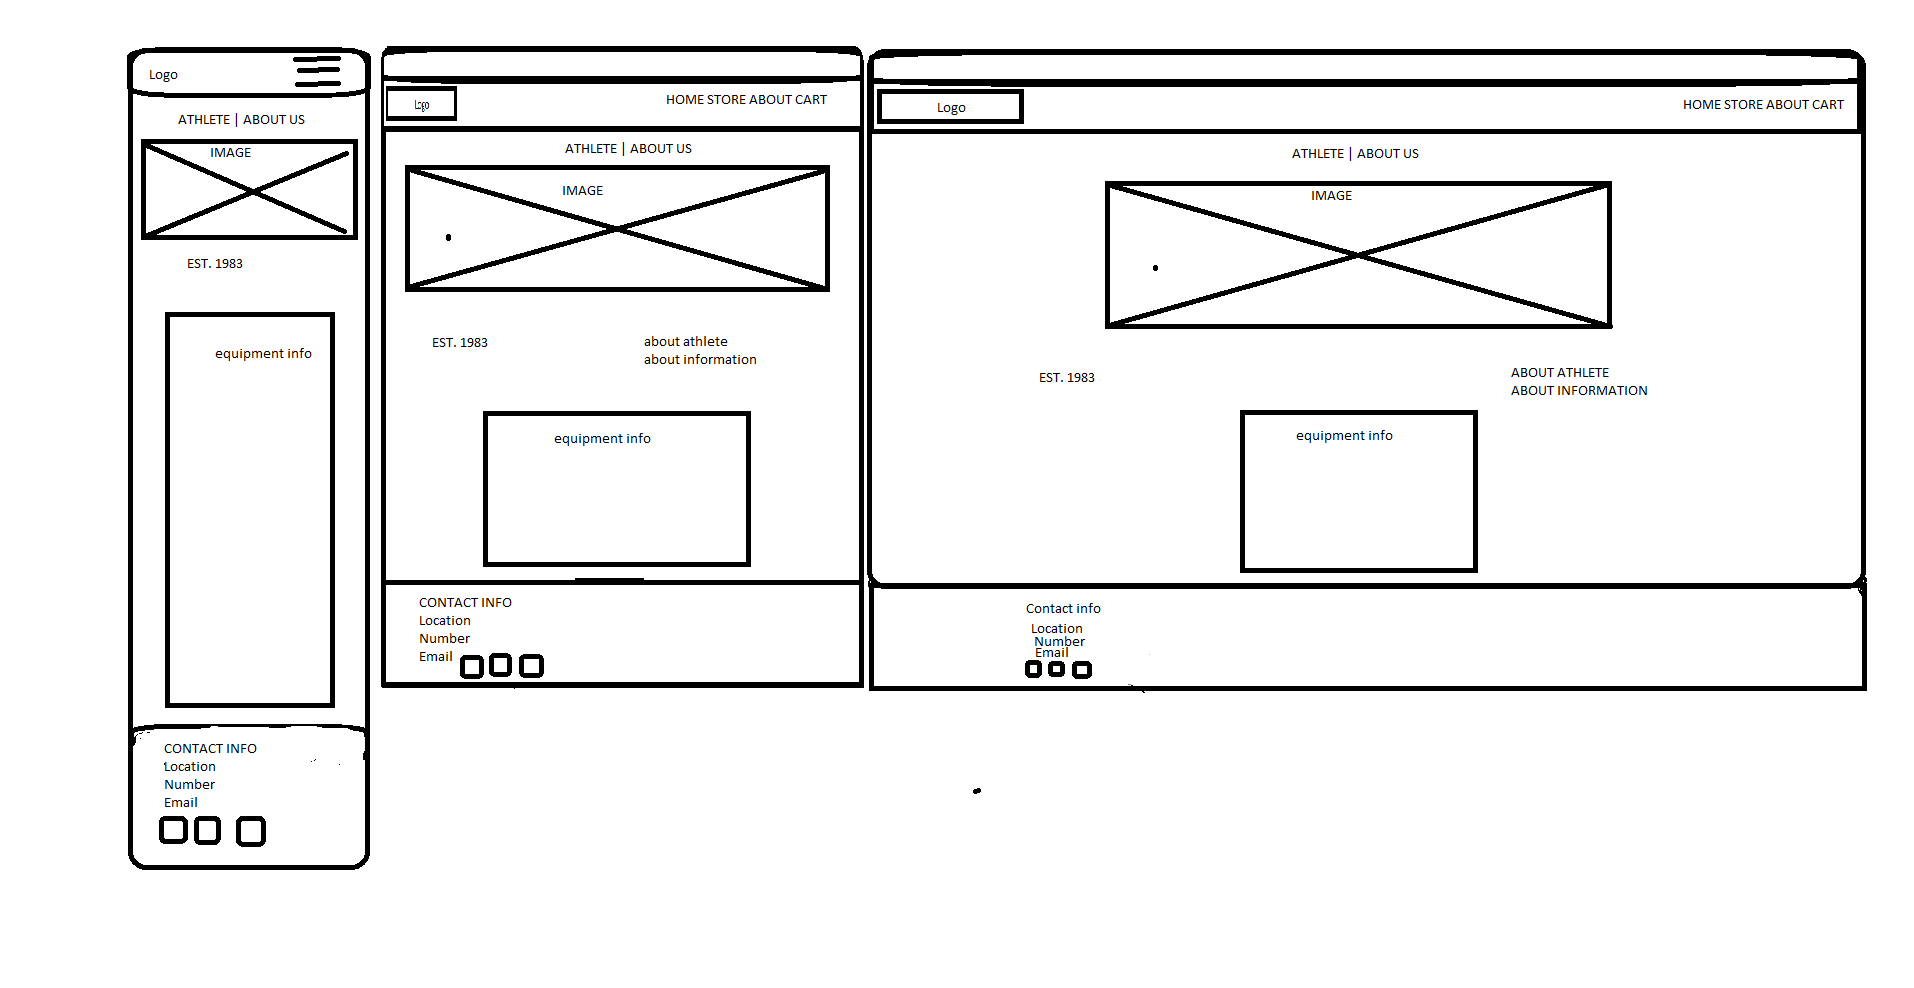 Logo
ATHLETE | ABOUT US
IMAGE
EST. 1983
equipment info
CONTACT INFO
Location
Number
Email
Logo
HOME STORE ABOUT CART
ATHLETE | ABOUT US
IMAGE
EST. 1983
about athlete
about information
equipment info
CONTACT INFO
Location
Number
Email
Logo
HOME STORE ABOUT CART
ATHLETE | ABOUT US
IMAGE
EST. 1983
ABOUT ATHLETE
ABOUT INFORMATION
equipment info
Contact info
Location
Number
Email